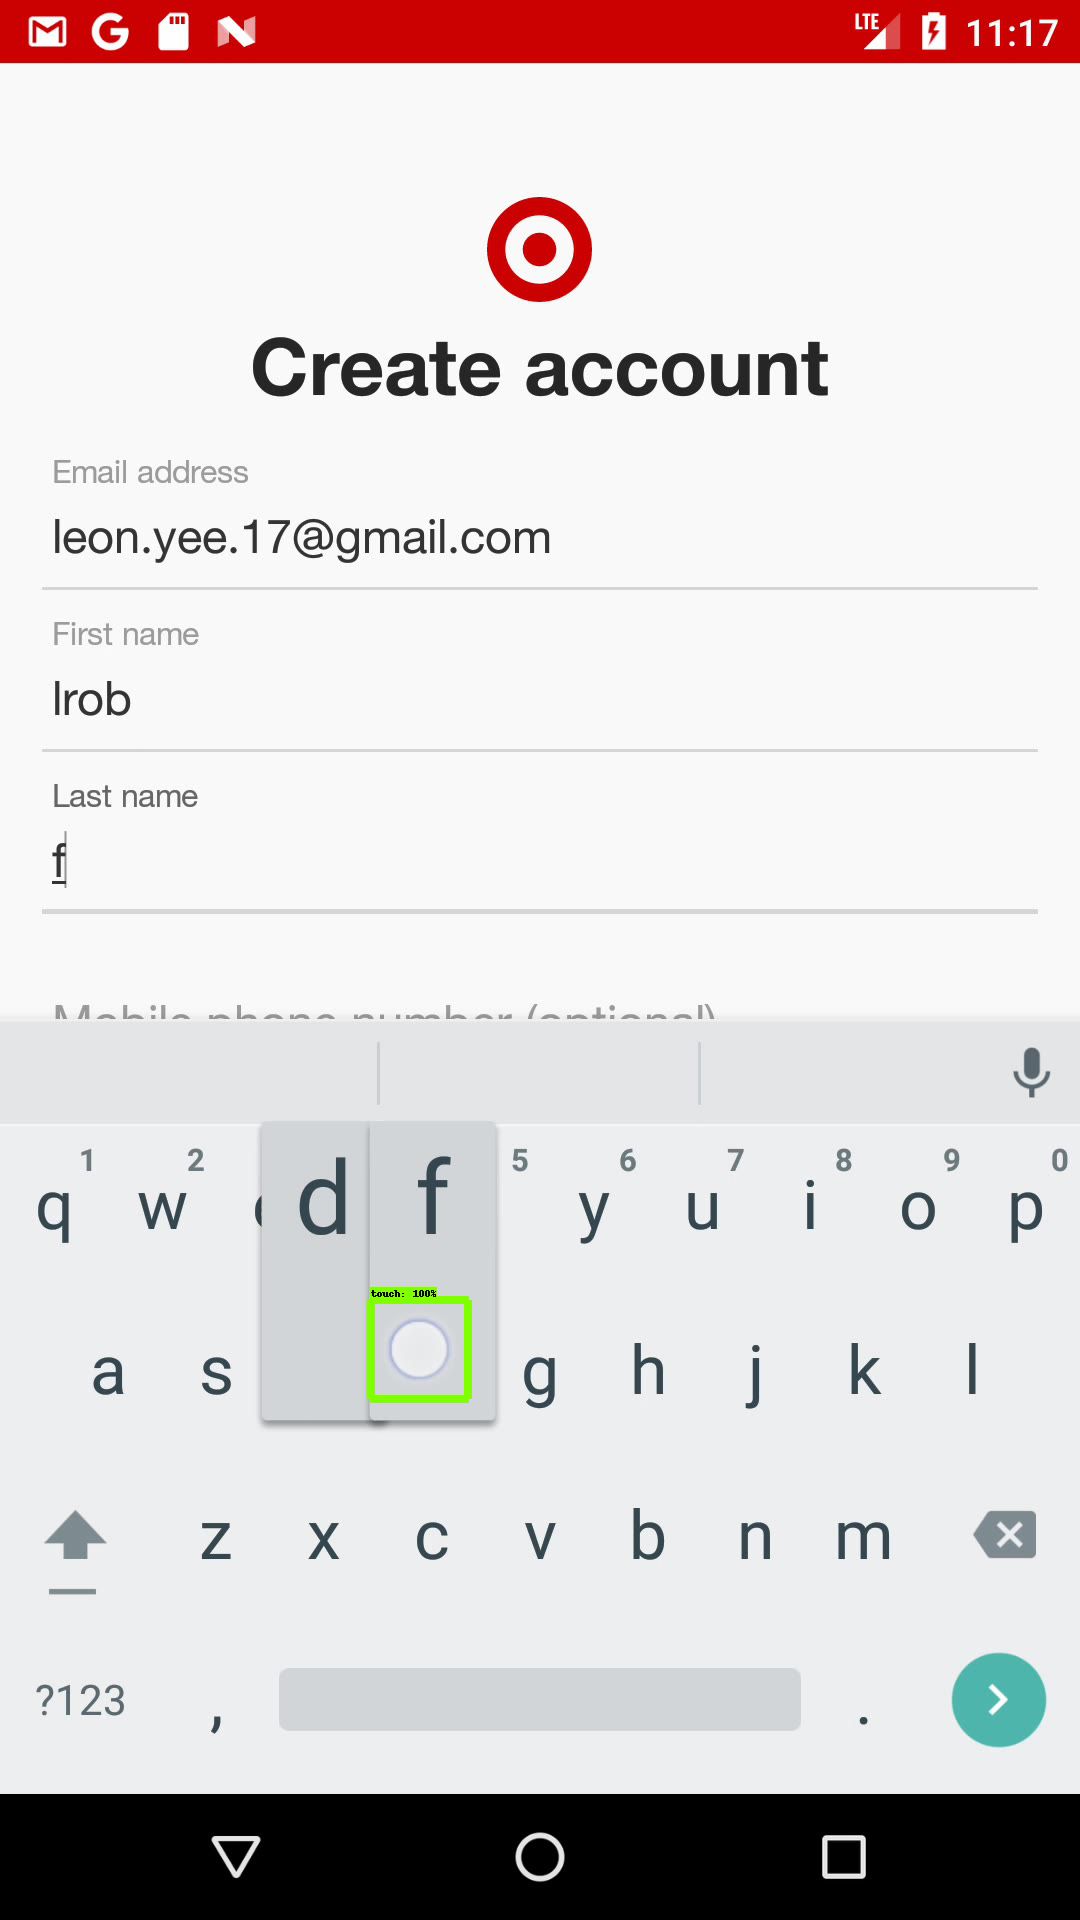 LTE 11:17
Create account
Email address
leon.yee.17@gmail.com
First name
lrob
Last name
f
Mobile phone number (optional)
1 2 5 6 7 8 9 0
q w e d f y u i o p
touch: 100%
a s g h j k l
z x c v b n m
?123 , .